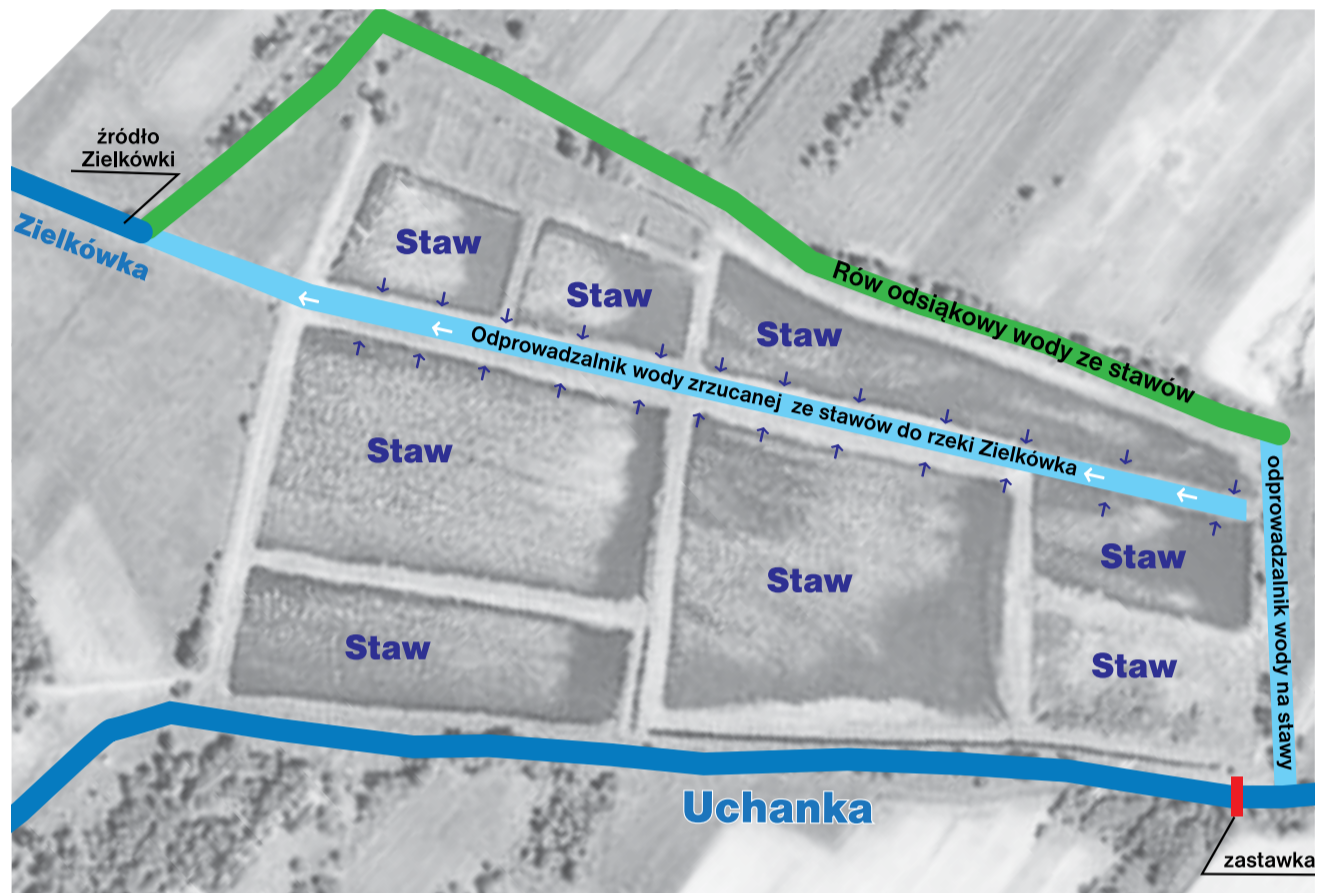 źródło
Zielkówki
Zielkówka
Staw
Staw
Staw
Rów odsiąkowy wody ze stawów
Odprowadzalnik wody zrzucanej ze stawów do rzeki Zielkówka
Staw
Staw
Staw
Staw
Staw
odprowadzalnik wody na stawy
Uchanka
zastawka